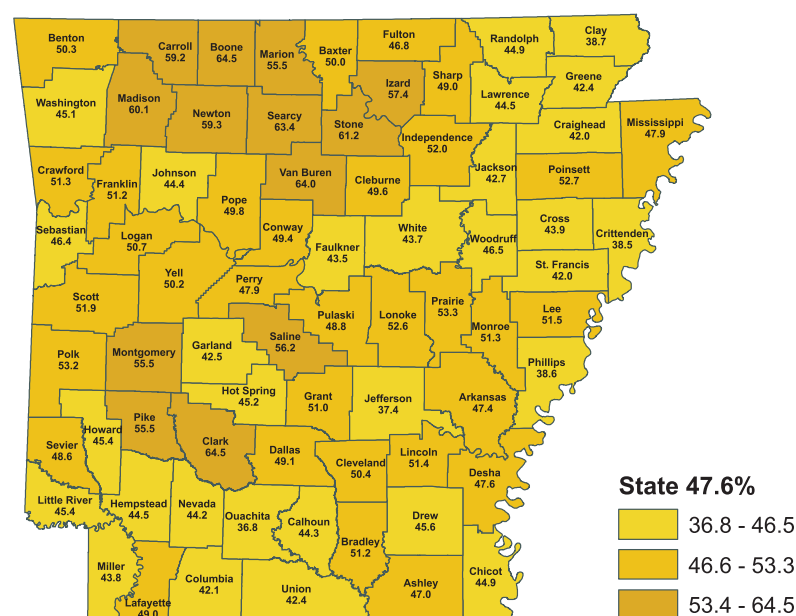 Benton
50.3
Carroll
59.2
Boone
64.5
Marion
55.5
Baxter
50.0
Fulton
46.8
Randolph
44.9
Clay
38.7
Washington
45.1
Madison
60.1
Newton
59.3
Searcy
63.4
Stone
61.2
Izard
57.4
Sharp
49.0
Lawrence
44.5
Greene
42.4
Independence
52.0
Craighead
42.0
Mississippi
47.9
Crawford
51.3
Franklin
51.2
Johnson
44.4
Pope
49.8
Van Buren
64.0
Cleburne
49.6
Jackson
42.7
Poinsett
52.7
Sebastian
46.4
Logan
50.7
Conway
49.4
Faulkner
43.5
White
43.7
Woodruff
46.5
Cross
43.9
Crittenden
38.5
St. Francis
42.0
Scott
51.9
Yell
50.2
Perry
47.9
Pulaski
48.8
Lonoke
52.6
Prairie
53.3
Monroe
51.3
Lee
51.5
Polk
53.2
Montgomery
55.5
Garland
42.5
Saline
56.2
Phillips
38.6
Hot Spring
45.2
Grant
51.0
Jefferson
37.4
Arkansas
47.4
Howard
45.4
Pike
55.5
Clark
64.5
Sevier
48.6
Dallas
49.1
Cleveland
50.4
Lincoln
51.4
Desha
47.6
Little River
45.4
Hempstead
44.5
Nevada
44.2
Ouachita
36.8
Calhoun
44.3
Bradley
51.2
Drew
45.6
Miller
43.8
Lafayette
49.0
Columbia
42.1
Union
42.4
Ashley
47.0
Chicot
44.9
State 47.6%
36.8 - 46.5
46.6 - 53.3
53.4 - 64.5